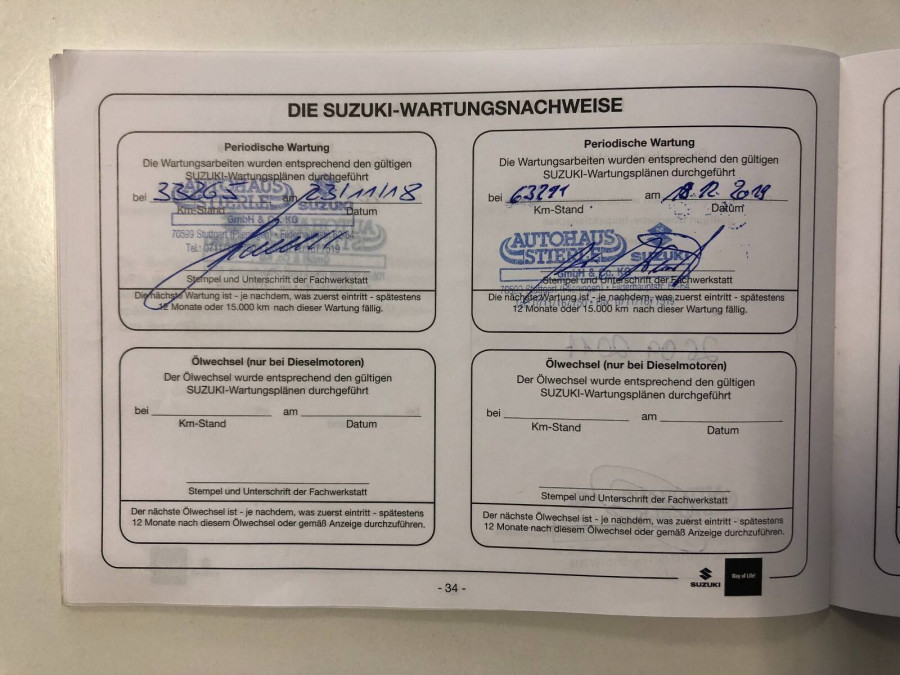 DIE SUZUKI-WARTUNGSNACHWEISE
Periodische Wartung
Die Wartungsarbeiten wurden entsprechend den gültigen
SUZUKI-Wartungsplänen durchgeführt
bei 33265 am 23/11/18
Km-Stand Datum
AUTOHAUS
STIERLE SUZUKI
GmbH & Co. KG
70599 Stuttgart (Plieningen)
Stempel und Unterschrift der Fachwerkstatt
Die nächste Wartung ist - je nachdem, was zuerst eintritt - spätestens
12 Monate oder 15.000 km nach dieser Wartung fällig.
Periodische Wartung
Die Wartungsarbeiten wurden entsprechend den gültigen
SUZUKI-Wartungsplänen durchgeführt
bei 63291 am 12. 2019
Km-Stand Datum
AUTOHAUS
STIERLE SUZUKI
GmbH & Co. KG
Stempel und Unterschrift der Fachwerkstatt
70599 Stuttgart (Plieningen)
Die nächste Wartung ist - je nachdem, was zuerst eintritt - spätestens
12 Monate oder 15.000 km nach dieser Wartung fällig.
Ölwechsel (nur bei Dieselmotoren)
Der Ölwechsel wurde entsprechend den gültigen
SUZUKI-Wartungsplänen durchgeführt
bei am
Km-Stand Datum
Stempel und Unterschrift der Fachwerkstatt
Der nächste Ölwechsel ist - je nachdem, was zuerst eintritt - spätestens
12 Monate nach diesem Ölwechsel oder gemäß Anzeige durchzuführen.
Ölwechsel (nur bei Dieselmotoren)
Der Ölwechsel wurde entsprechend den gültigen
SUZUKI-Wartungsplänen durchgeführt
bei am
Km-Stand Datum
Stempel und Unterschrift der Fachwerkstatt
Der nächste Ölwechsel ist - je nachdem, was zuerst eintritt - spätestens
12 Monate nach diesem Ölwechsel oder gemäß Anzeige durchzuführen.
- 34 -
SUZUKI Way of Life!